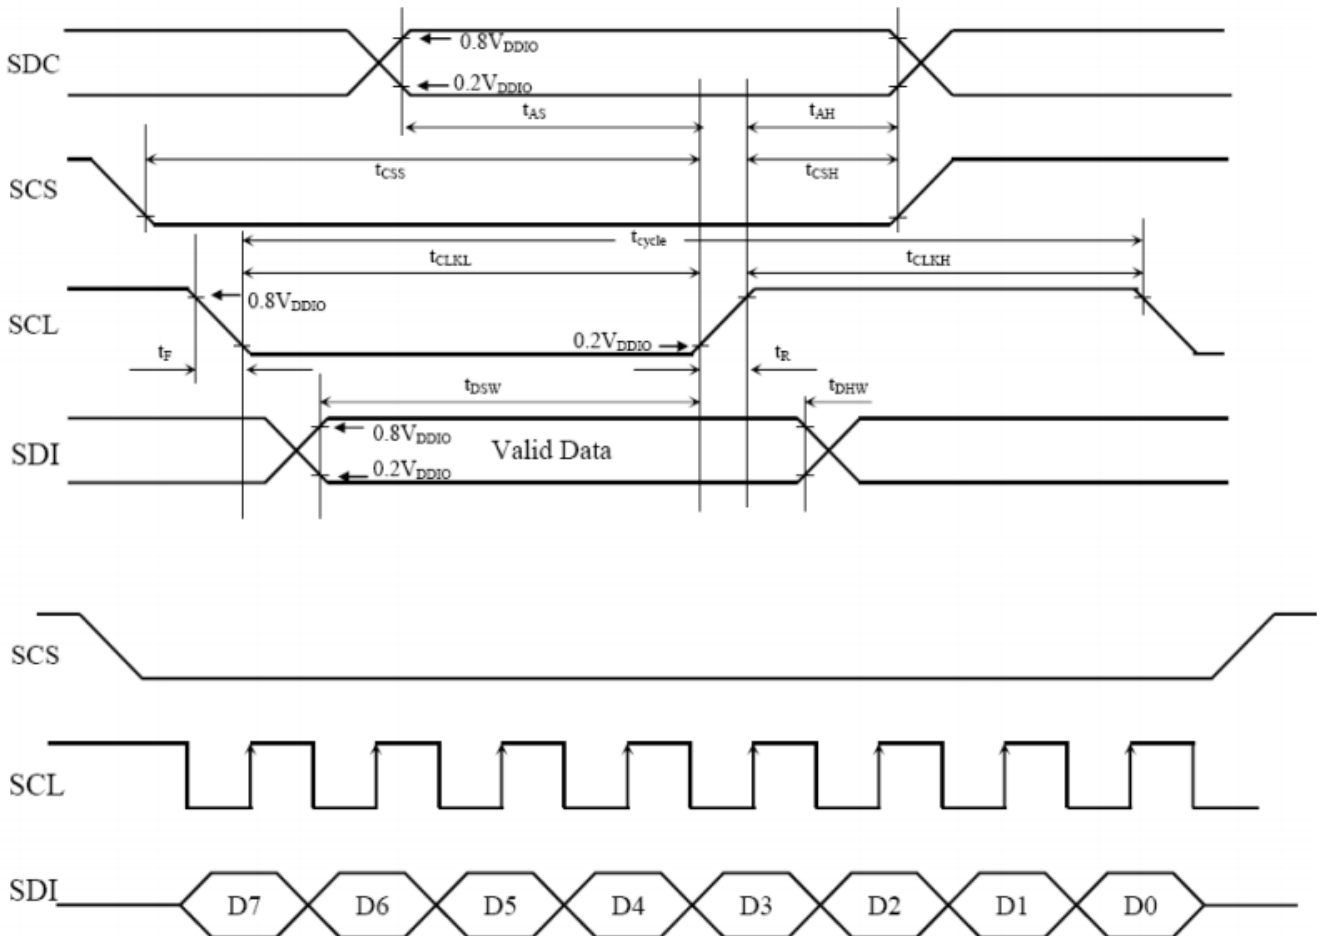 SDC
0.8VDDIO
0.2VDDIO
tAS
tAH
SCS
tCSS
tCSH
tcycle
tCLKL
tCLKH
SCL
0.8VDDIO
0.2VDDIO
tF
tR
tDSW
tDHW
SDI
0.8VDDIO
Valid Data
0.2VDDIO
SCS
SCL
SDI
D7 D6 D5 D4 D3 D2 D1 D0